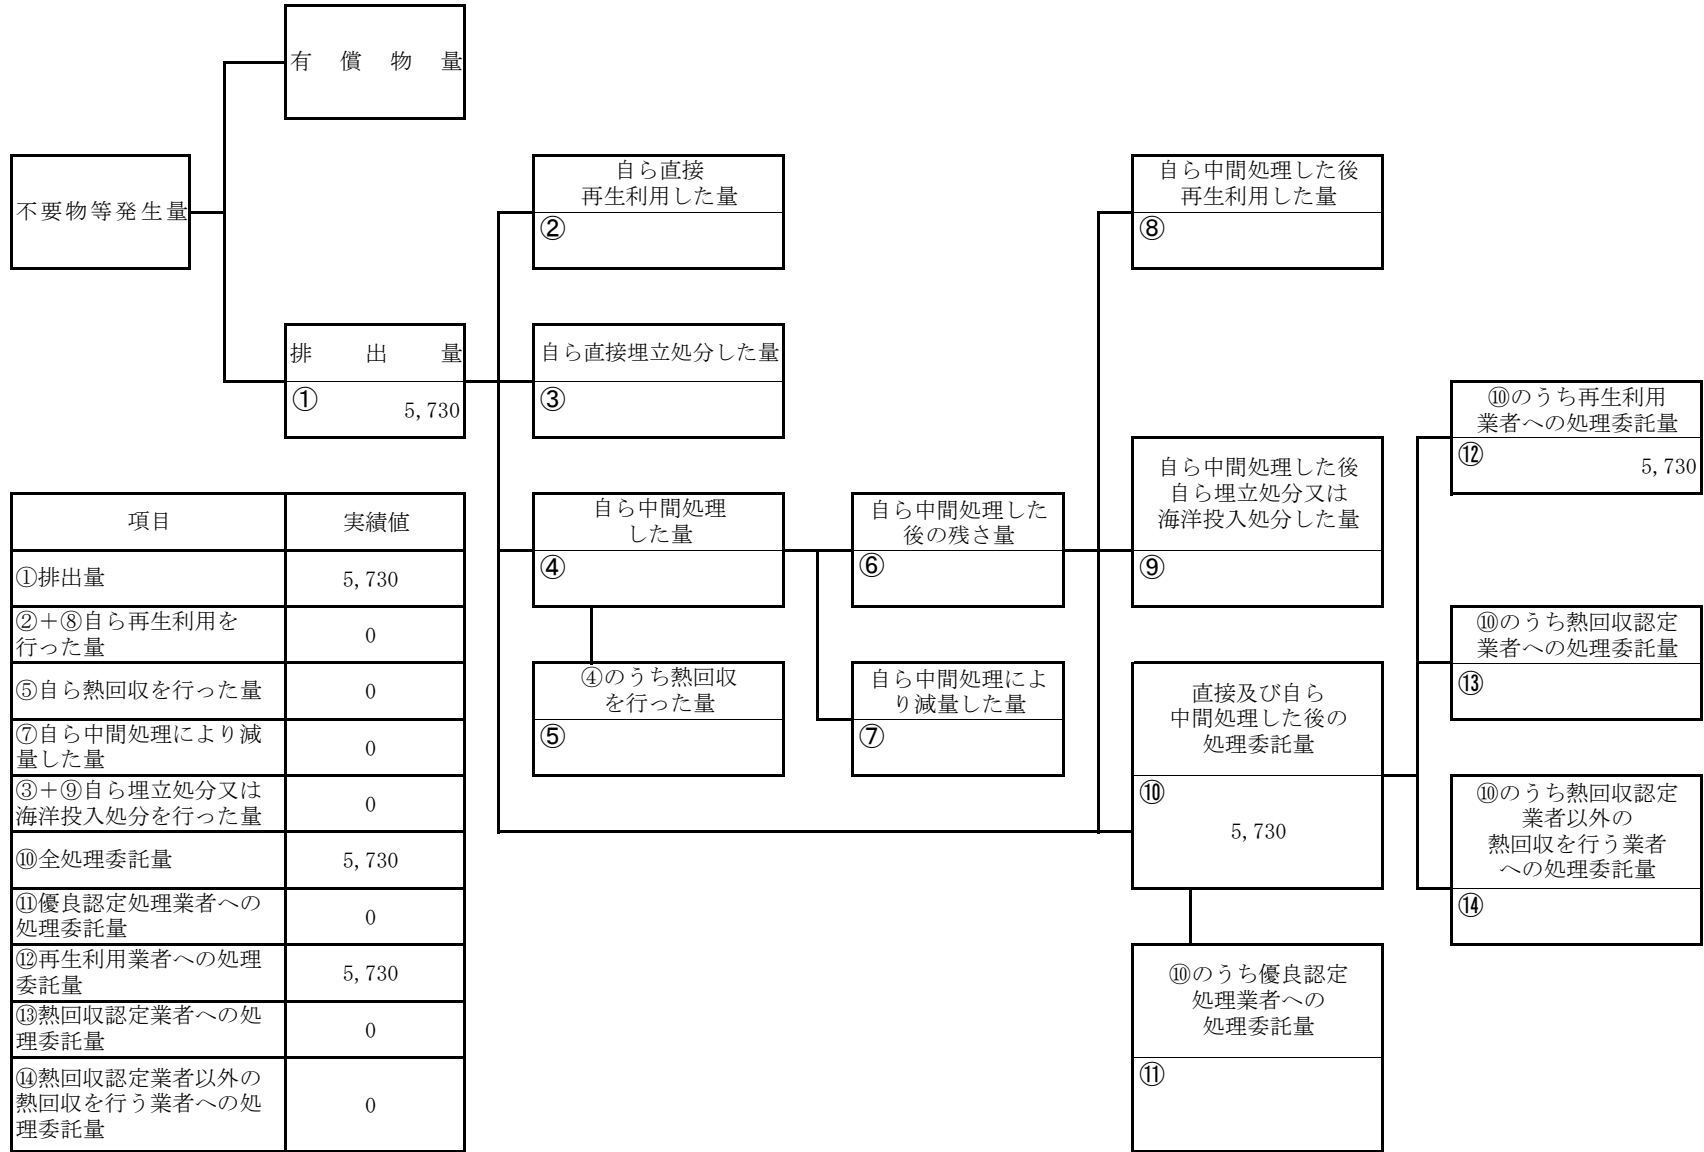 有償物量
不要物等発生量
自ら直接
再生利用した量
②
自ら中間処理した後
再生利用した量
⑧
排出量
①
5,730
自ら直接埋立処分した量
③
⑩のうち再生利用
業者への処理委託量
⑫
5,730
自ら中間処理
した量
④
自ら中間処理した
後の残さ量
⑥
自ら中間処理した後
自ら埋立処分又は
海洋投入処分した量
⑨
⑩のうち熱回収認定
業者への処理委託量
⑬
④のうち熱回収
を行った量
⑤
自ら中間処理によ
り減量した量
⑦
直接及び自ら
中間処理した後の
処理委託量
⑩
5,730
⑩のうち熱回収認定
業者以外の
熱回収を行う業者
への処理委託量
⑭
⑩のうち優良認定
処理業者への
処理委託量
⑪
項目 実績値
①排出量 5,730
②+⑧自ら再生利用を
行った量 0
⑤自ら熱回収を行った量 0
⑦自ら中間処理により減
量した量 0
③+⑨自ら埋立処分又は
海洋投入処分を行った量 0
⑩全処理委託量 5,730
⑪優良認定処理業者への
処理委託量 0
⑫再生利用業者への処理
委託量 5,730
⑬熱回収認定業者への処
理委託量 0
⑭熱回収認定業者以外の
熱回収を行う業者への処 0
理委託量